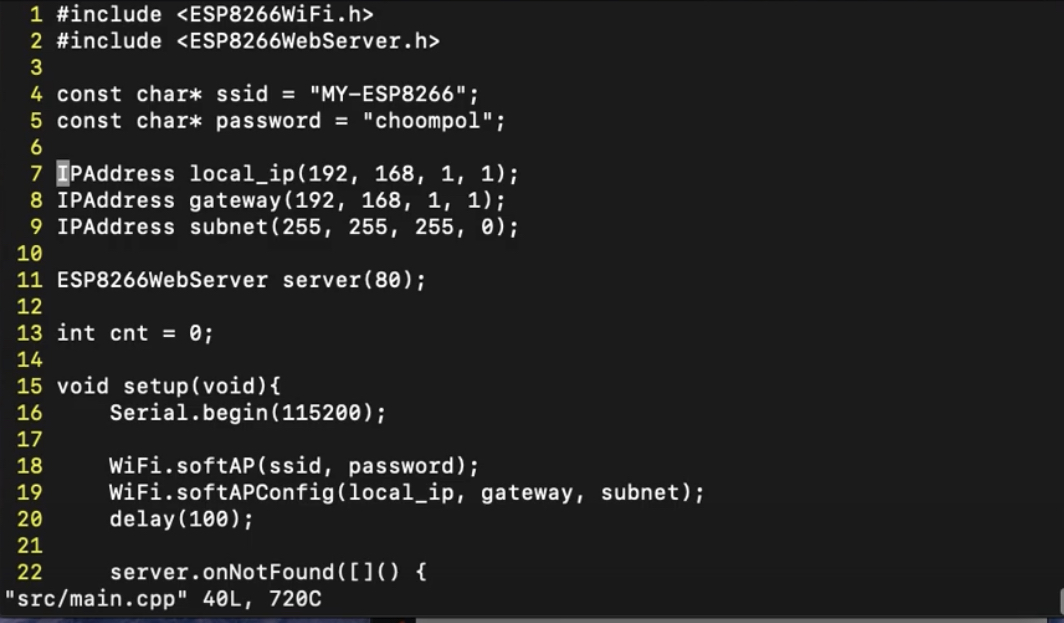 1 #include <ESP8266WiFi.h>
2 #include <ESP8266WebServer.h>
3
4 const char* ssid = "MY-ESP8266";
5 const char* password = "choompol";
6
7 IPAddress local_ip(192, 168, 1, 1);
8 IPAddress gateway(192, 168, 1, 1);
9 IPAddress subnet(255, 255, 255, 0);
10
11 ESP8266WebServer server(80);
12
13 int cnt = 0;
14
15 void setup(void){
16     Serial.begin(115200);
17
18     WiFi.softAP(ssid, password);
19     WiFi.softAPConfig(local_ip, gateway, subnet);
20     delay(100);
21
22     server.onNotFound([]() {
"src/main.cpp" 40L, 720C